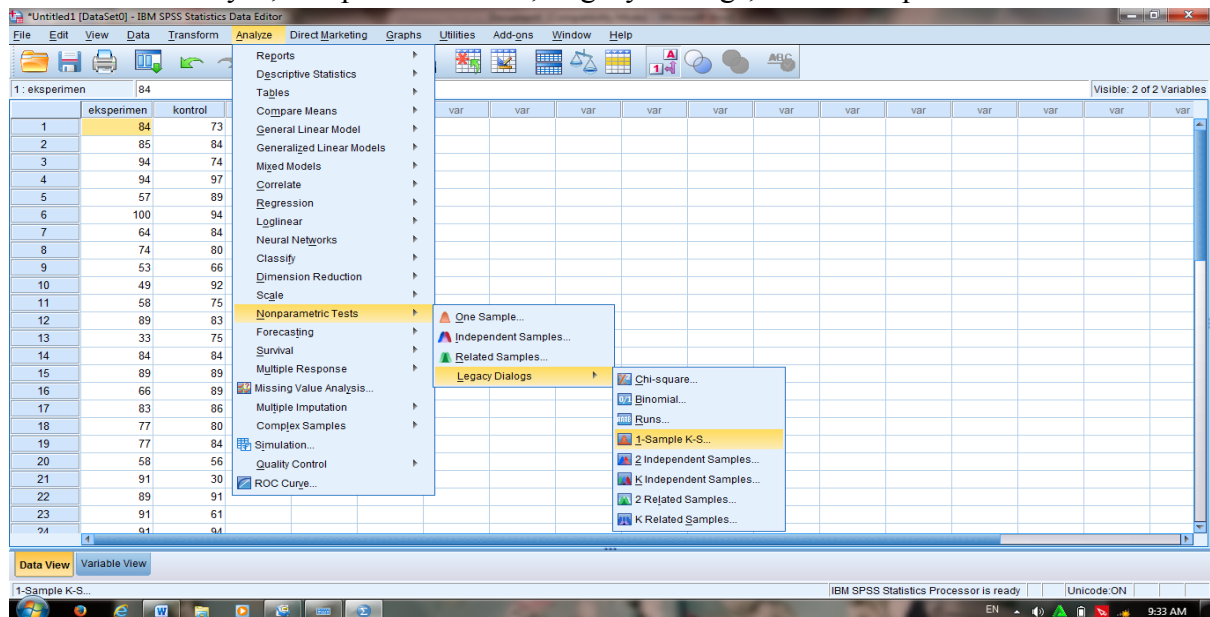 *Untitled1 [DataSet0] - IBM SPSS Statistics Data Editor
File Edit View Data Transform Analyze Direct Marketing Graphs Utilities Add-ons Window Help
1 : eksperimen 84 Visible: 2 of 2 Variables
eksperimen kontrol var var var var var var var var var var var
1 84 73
2 85 84
3 94 74
4 94 97
5 57 89
6 100 94
7 64 84
8 74 80
9 53 66
10 49 92
11 58 75
12 89 83
13 33 75
14 84 84
15 89 89
16 66 89
17 83 86
18 77 80
19 77 84
20 58 56
21 91 30
22 89 91
23 91 61
24 91 94
Reports
Descriptive Statistics
Tables
Compare Means
General Linear Model
Generalized Linear Models
Mixed Models
Correlate
Regression
Loglinear
Neural Networks
Classify
Dimension Reduction
Scale
Nonparametric Tests
Forecasting
Survival
Multiple Response
Missing Value Analysis...
Multiple Imputation
Complex Samples
Simulation...
Quality Control
ROC Curve...
One Sample...
Independent Samples...
Related Samples...
Legacy Dialogs
Chi-square...
Binomial...
Runs...
1-Sample K-S...
2 Independent Samples...
K Independent Samples...
2 Related Samples...
K Related Samples...
Data View Variable View
1-Sample K-S... IBM SPSS Statistics Processor is ready Unicode:ON
EN 9:33 AM